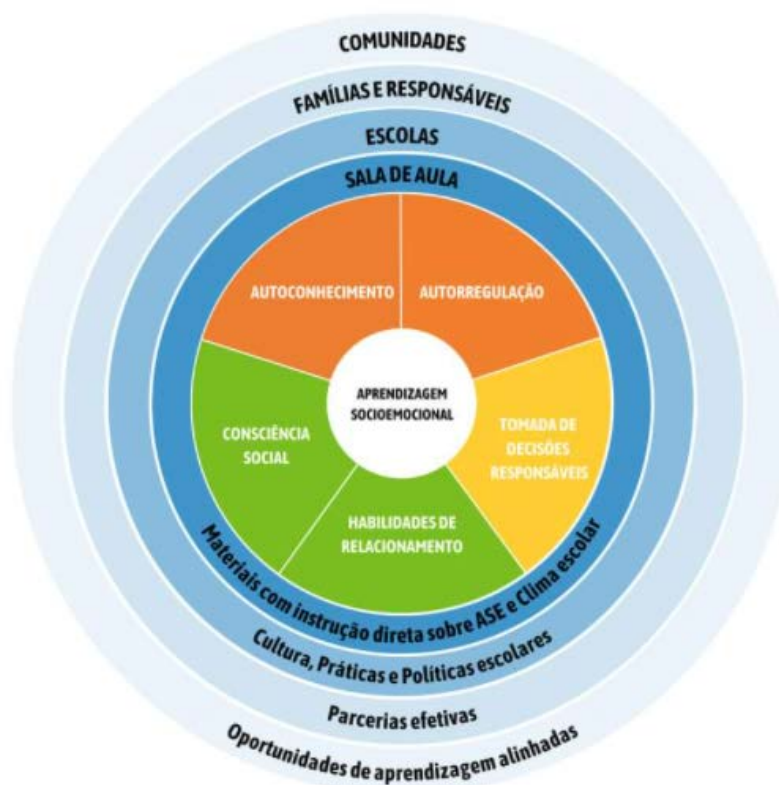 COMUNIDADES
FAMÍLIAS E RESPONSÁVEIS
ESCOLAS
SALA DE AULA
AUTOCONHECIMENTO
AUTORREGULAÇÃO
APRENDIZAGEM
SOCIOEMOCIONAL
CONSCIÊNCIA
SOCIAL
TOMADA DE
DECISÕES
RESPONSÁVEIS
HABILIDADES DE
RELACIONAMENTO
Materiais com instrução direta sobre ASE e Clima escolar
Cultura, Práticas e Políticas escolares
Parcerias efetivas
Oportunidades de aprendizagem alinhadas